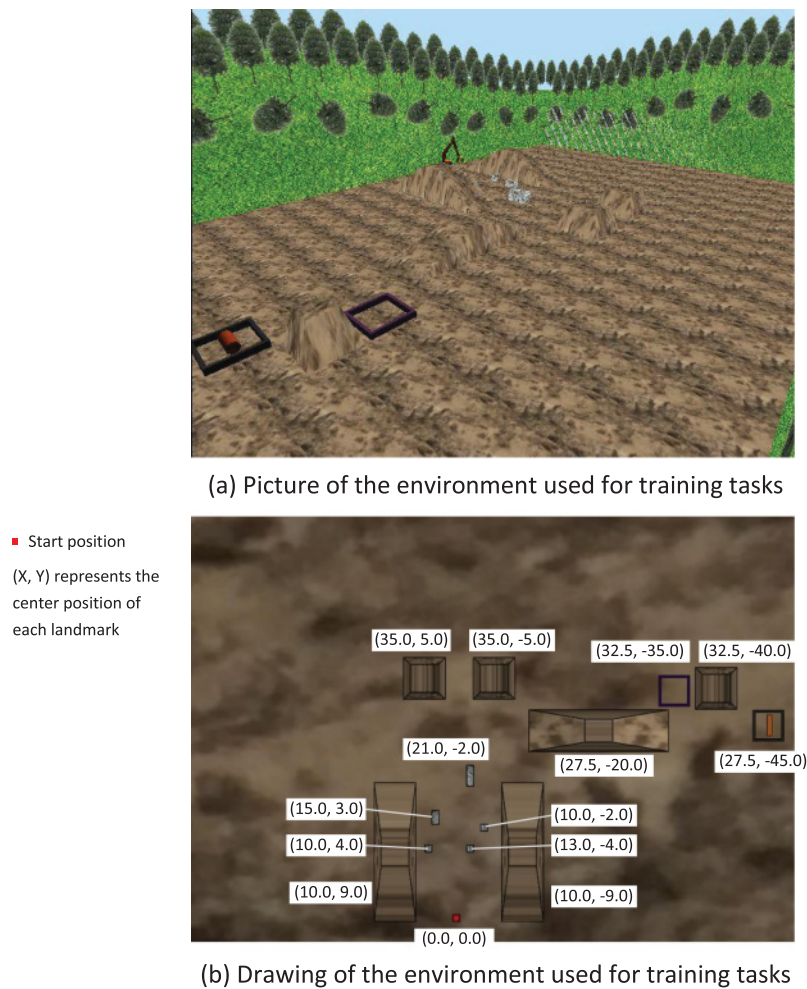 (a) Picture of the environment used for training tasks
Start position
(X, Y) represents the
center position of
each landmark
(35.0, 5.0)
(35.0, -5.0)
(32.5, -35.0)
(32.5, -40.0)
(21.0, -2.0)
(27.5, -20.0)
(27.5, -45.0)
(15.0, 3.0)
(10.0, -2.0)
(10.0, 4.0)
(13.0, -4.0)
(10.0, 9.0)
(10.0, -9.0)
(0.0, 0.0)
(b) Drawing of the environment used for training tasks